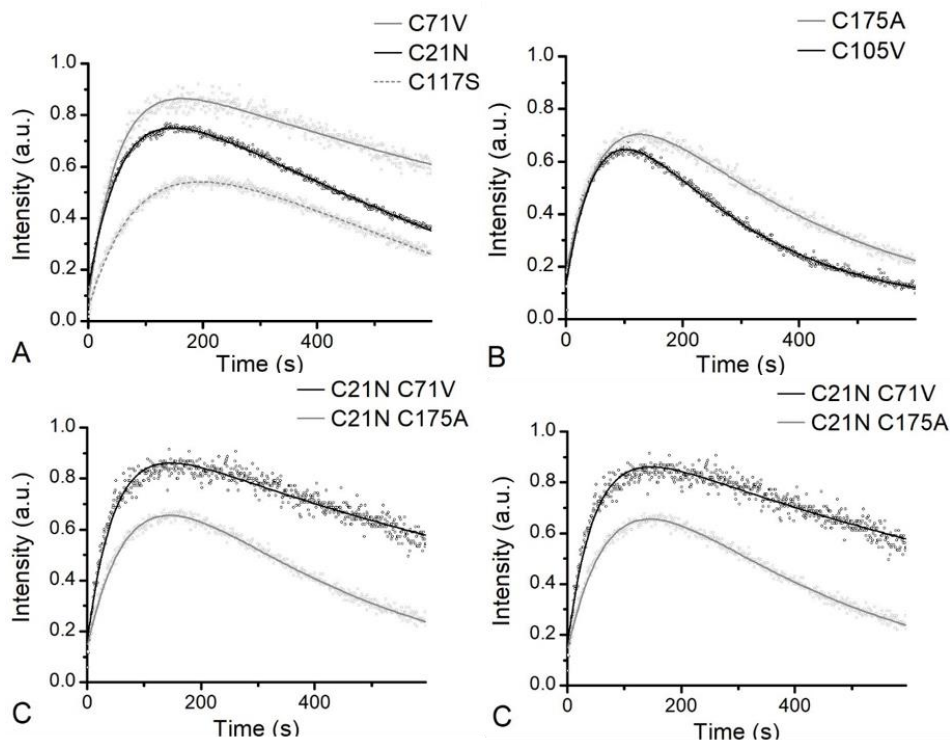 C71V
C21N
C117S
1.0
0.8
0.6
0.4
0.2
0.0
Intensity (a.u.)
0 200 400
Time (s)
A
C175A
C105V
1.0
0.8
0.6
0.4
0.2
0.0
Intensity (a.u.)
0 200 400
Time (s)
B
C21N C71V
C21N C175A
1.0
0.8
0.6
0.4
0.2
0.0
Intensity (a.u.)
0 200 400
Time (s)
C
C21N C71V
C21N C175A
1.0
0.8
0.6
0.4
0.2
0.0
Intensity (a.u.)
0 200 400
Time (s)
C